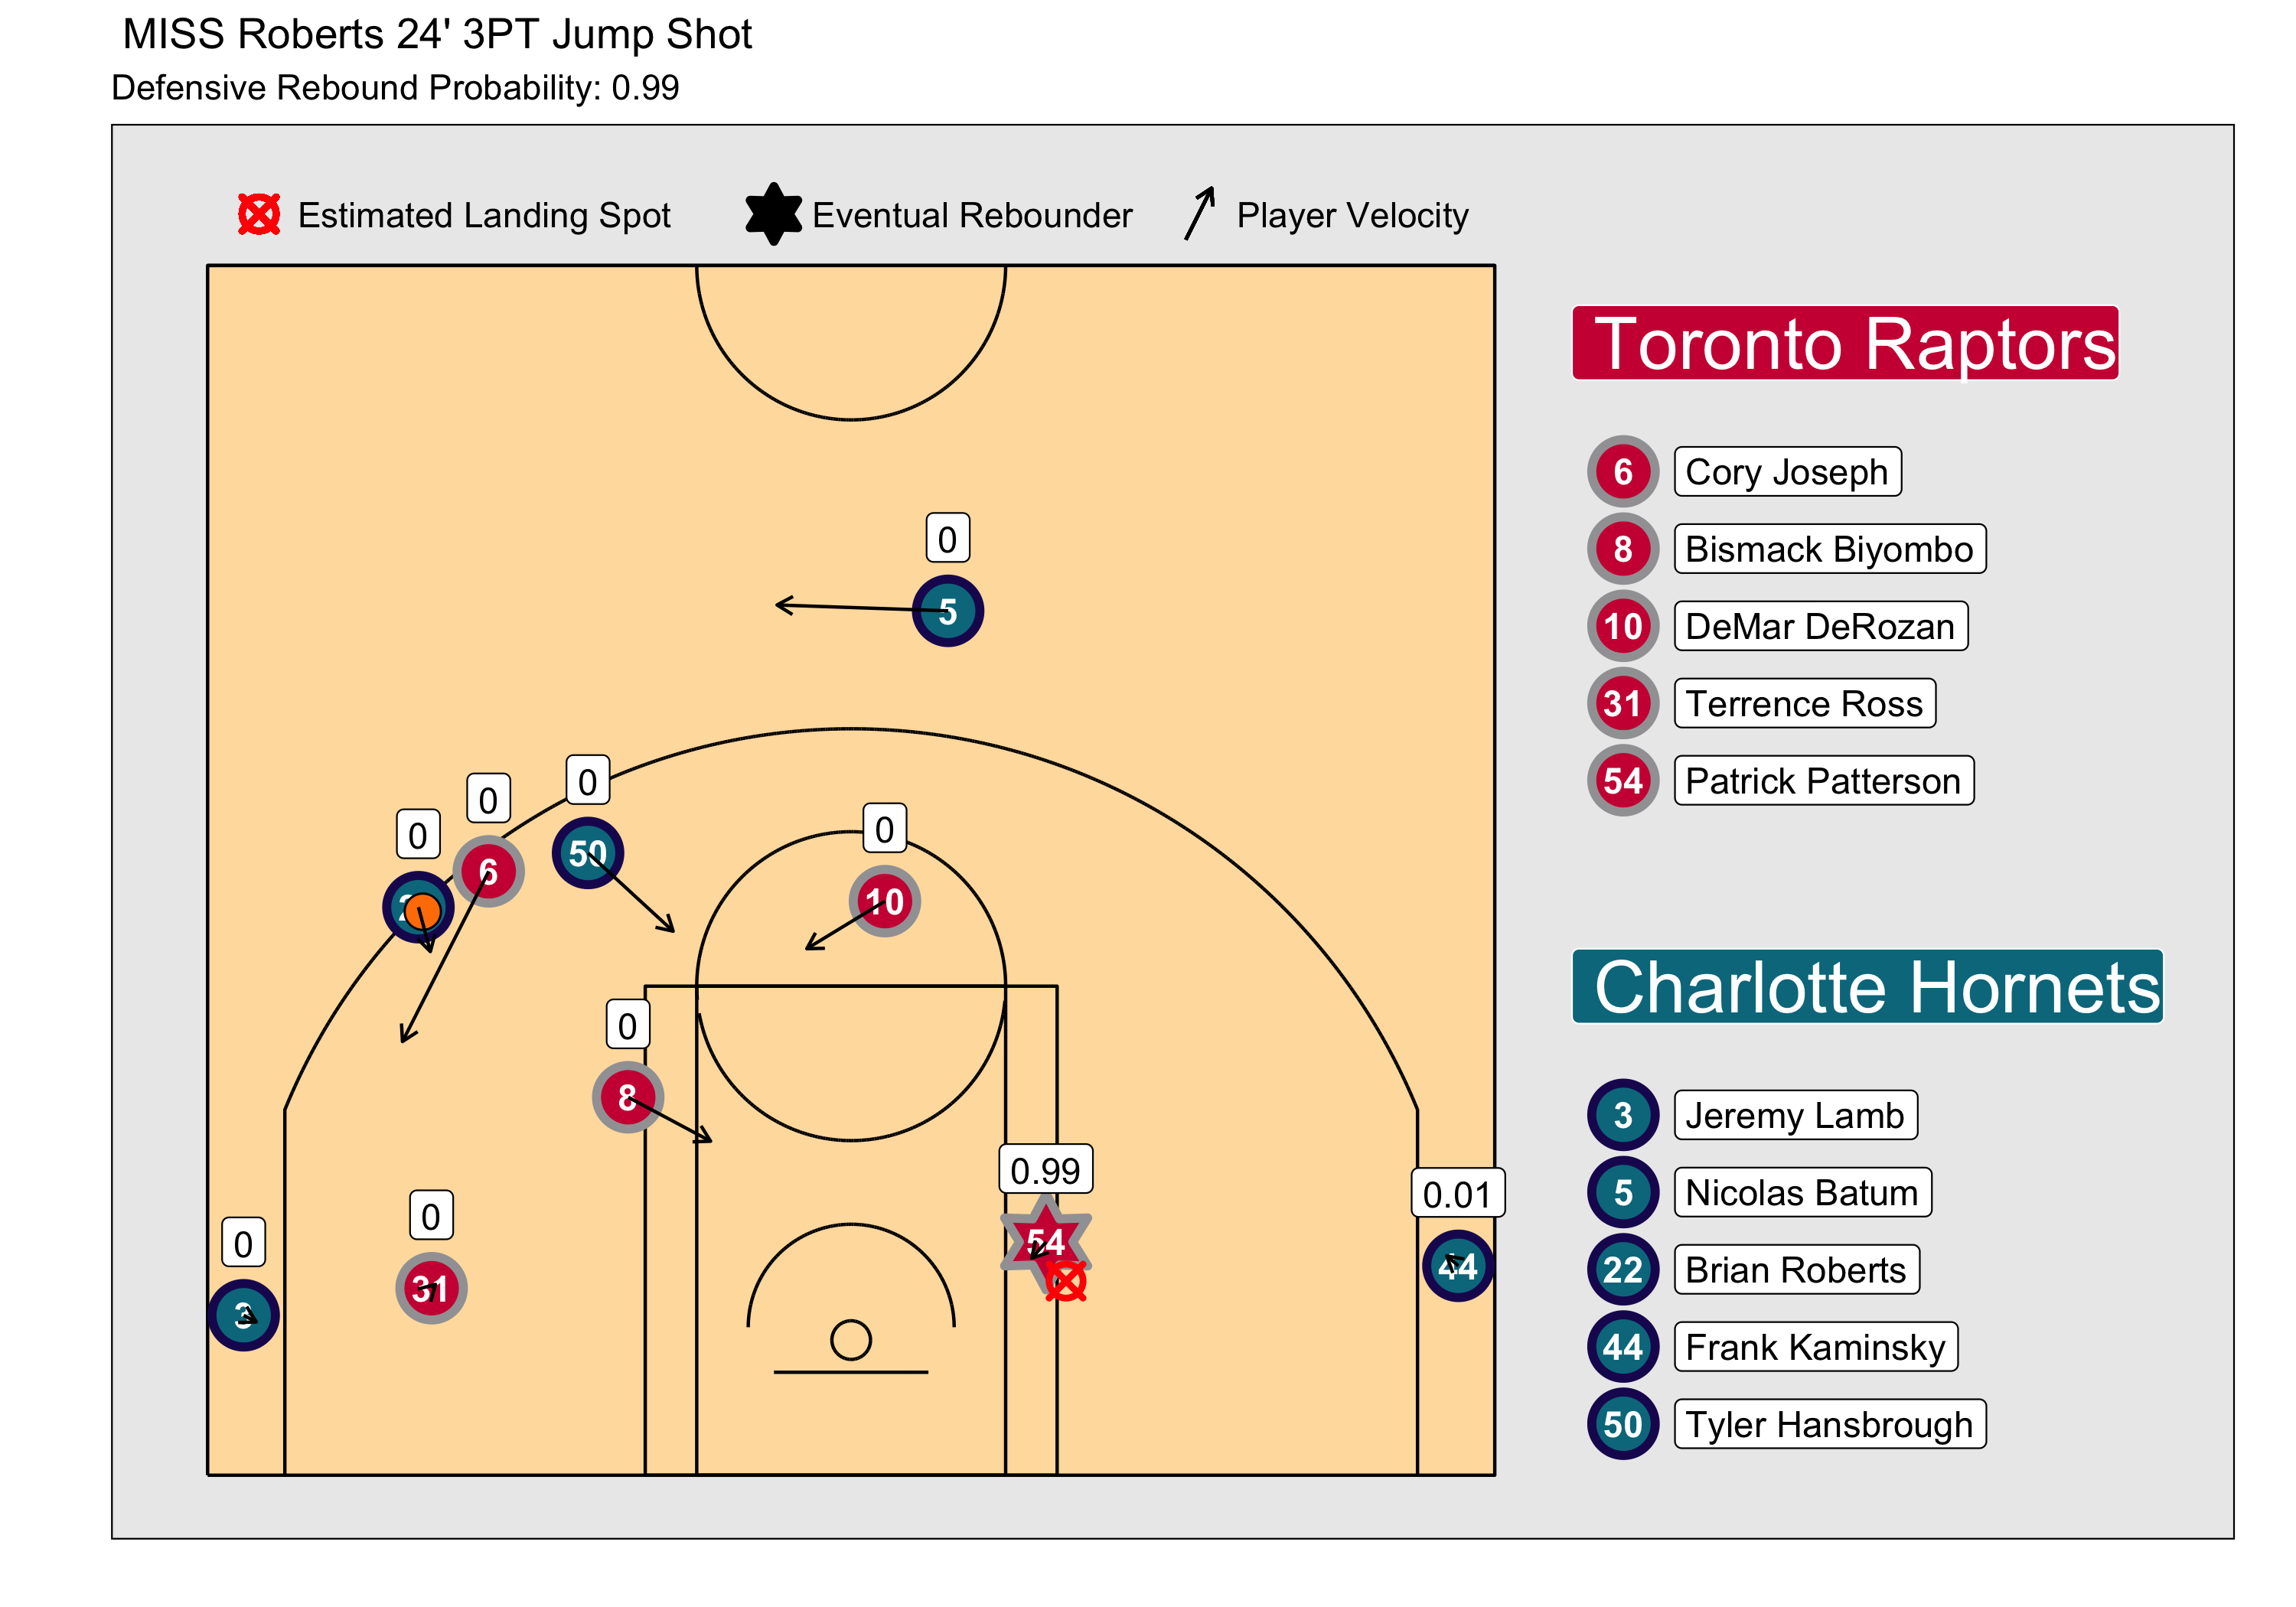 MISS Roberts 24' 3PT Jump Shot
Defensive Rebound Probability: 0.99
Estimated Landing Spot
Eventual Rebounder
Player Velocity
Toronto Raptors
6 Cory Joseph
8 Bismack Biyombo
10 DeMar DeRozan
31 Terrence Ross
54 Patrick Patterson
Charlotte Hornets
3 Jeremy Lamb
5 Nicolas Batum
22 Brian Roberts
44 Frank Kaminsky
50 Tyler Hansbrough
0
5
0
50
0
6
0
0
10
0
8
0.99
54
0.01
44
0
31
0
3